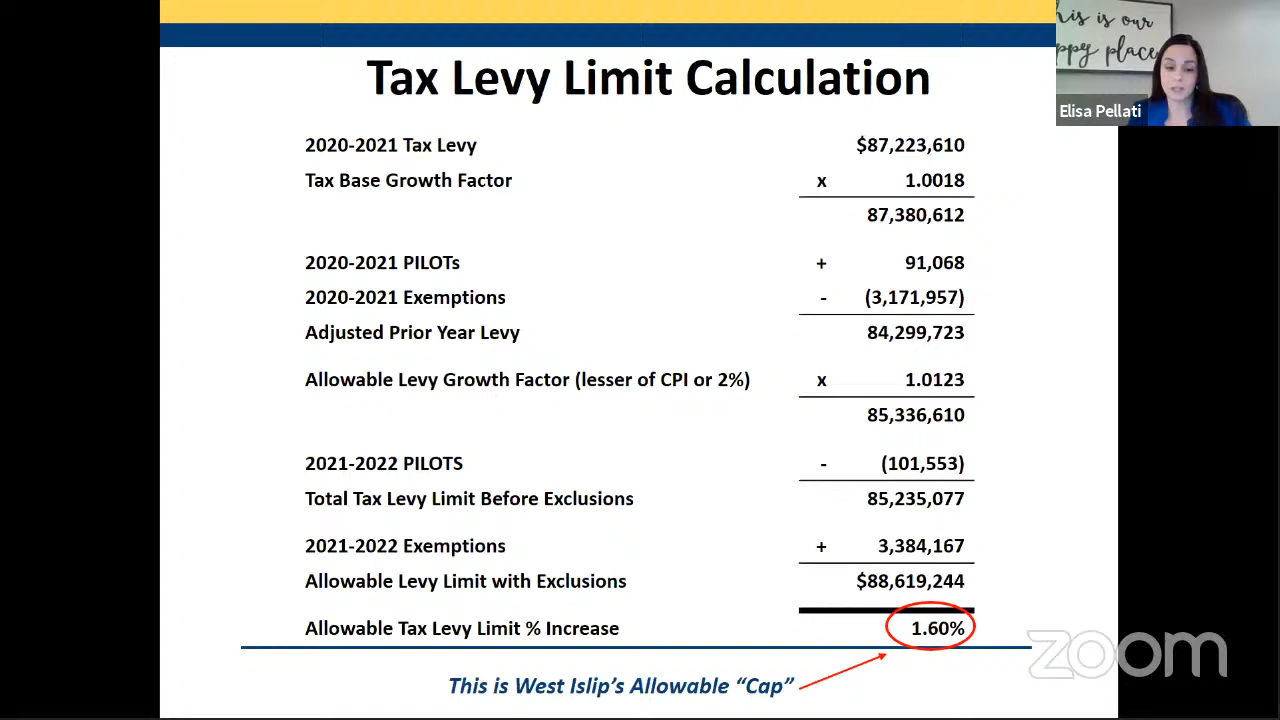 Tax Levy Limit Calculation
This is our
happy place
Elisa Pellati
2020-2021 Tax Levy $87,223,610
Tax Base Growth Factor x 1.0018
87,380,612
2020-2021 PILOTs + 91,068
2020-2021 Exemptions - (3,171,957)
Adjusted Prior Year Levy 84,299,723
Allowable Levy Growth Factor (lesser of CPI or 2%) x 1.0123
85,336,610
2021-2022 PILOTS - (101,553)
Total Tax Levy Limit Before Exclusions 85,235,077
2021-2022 Exemptions + 3,384,167
Allowable Levy Limit with Exclusions $88,619,244
Allowable Tax Levy Limit % Increase 1.60%
This is West Islip's Allowable “Cap”
zoom